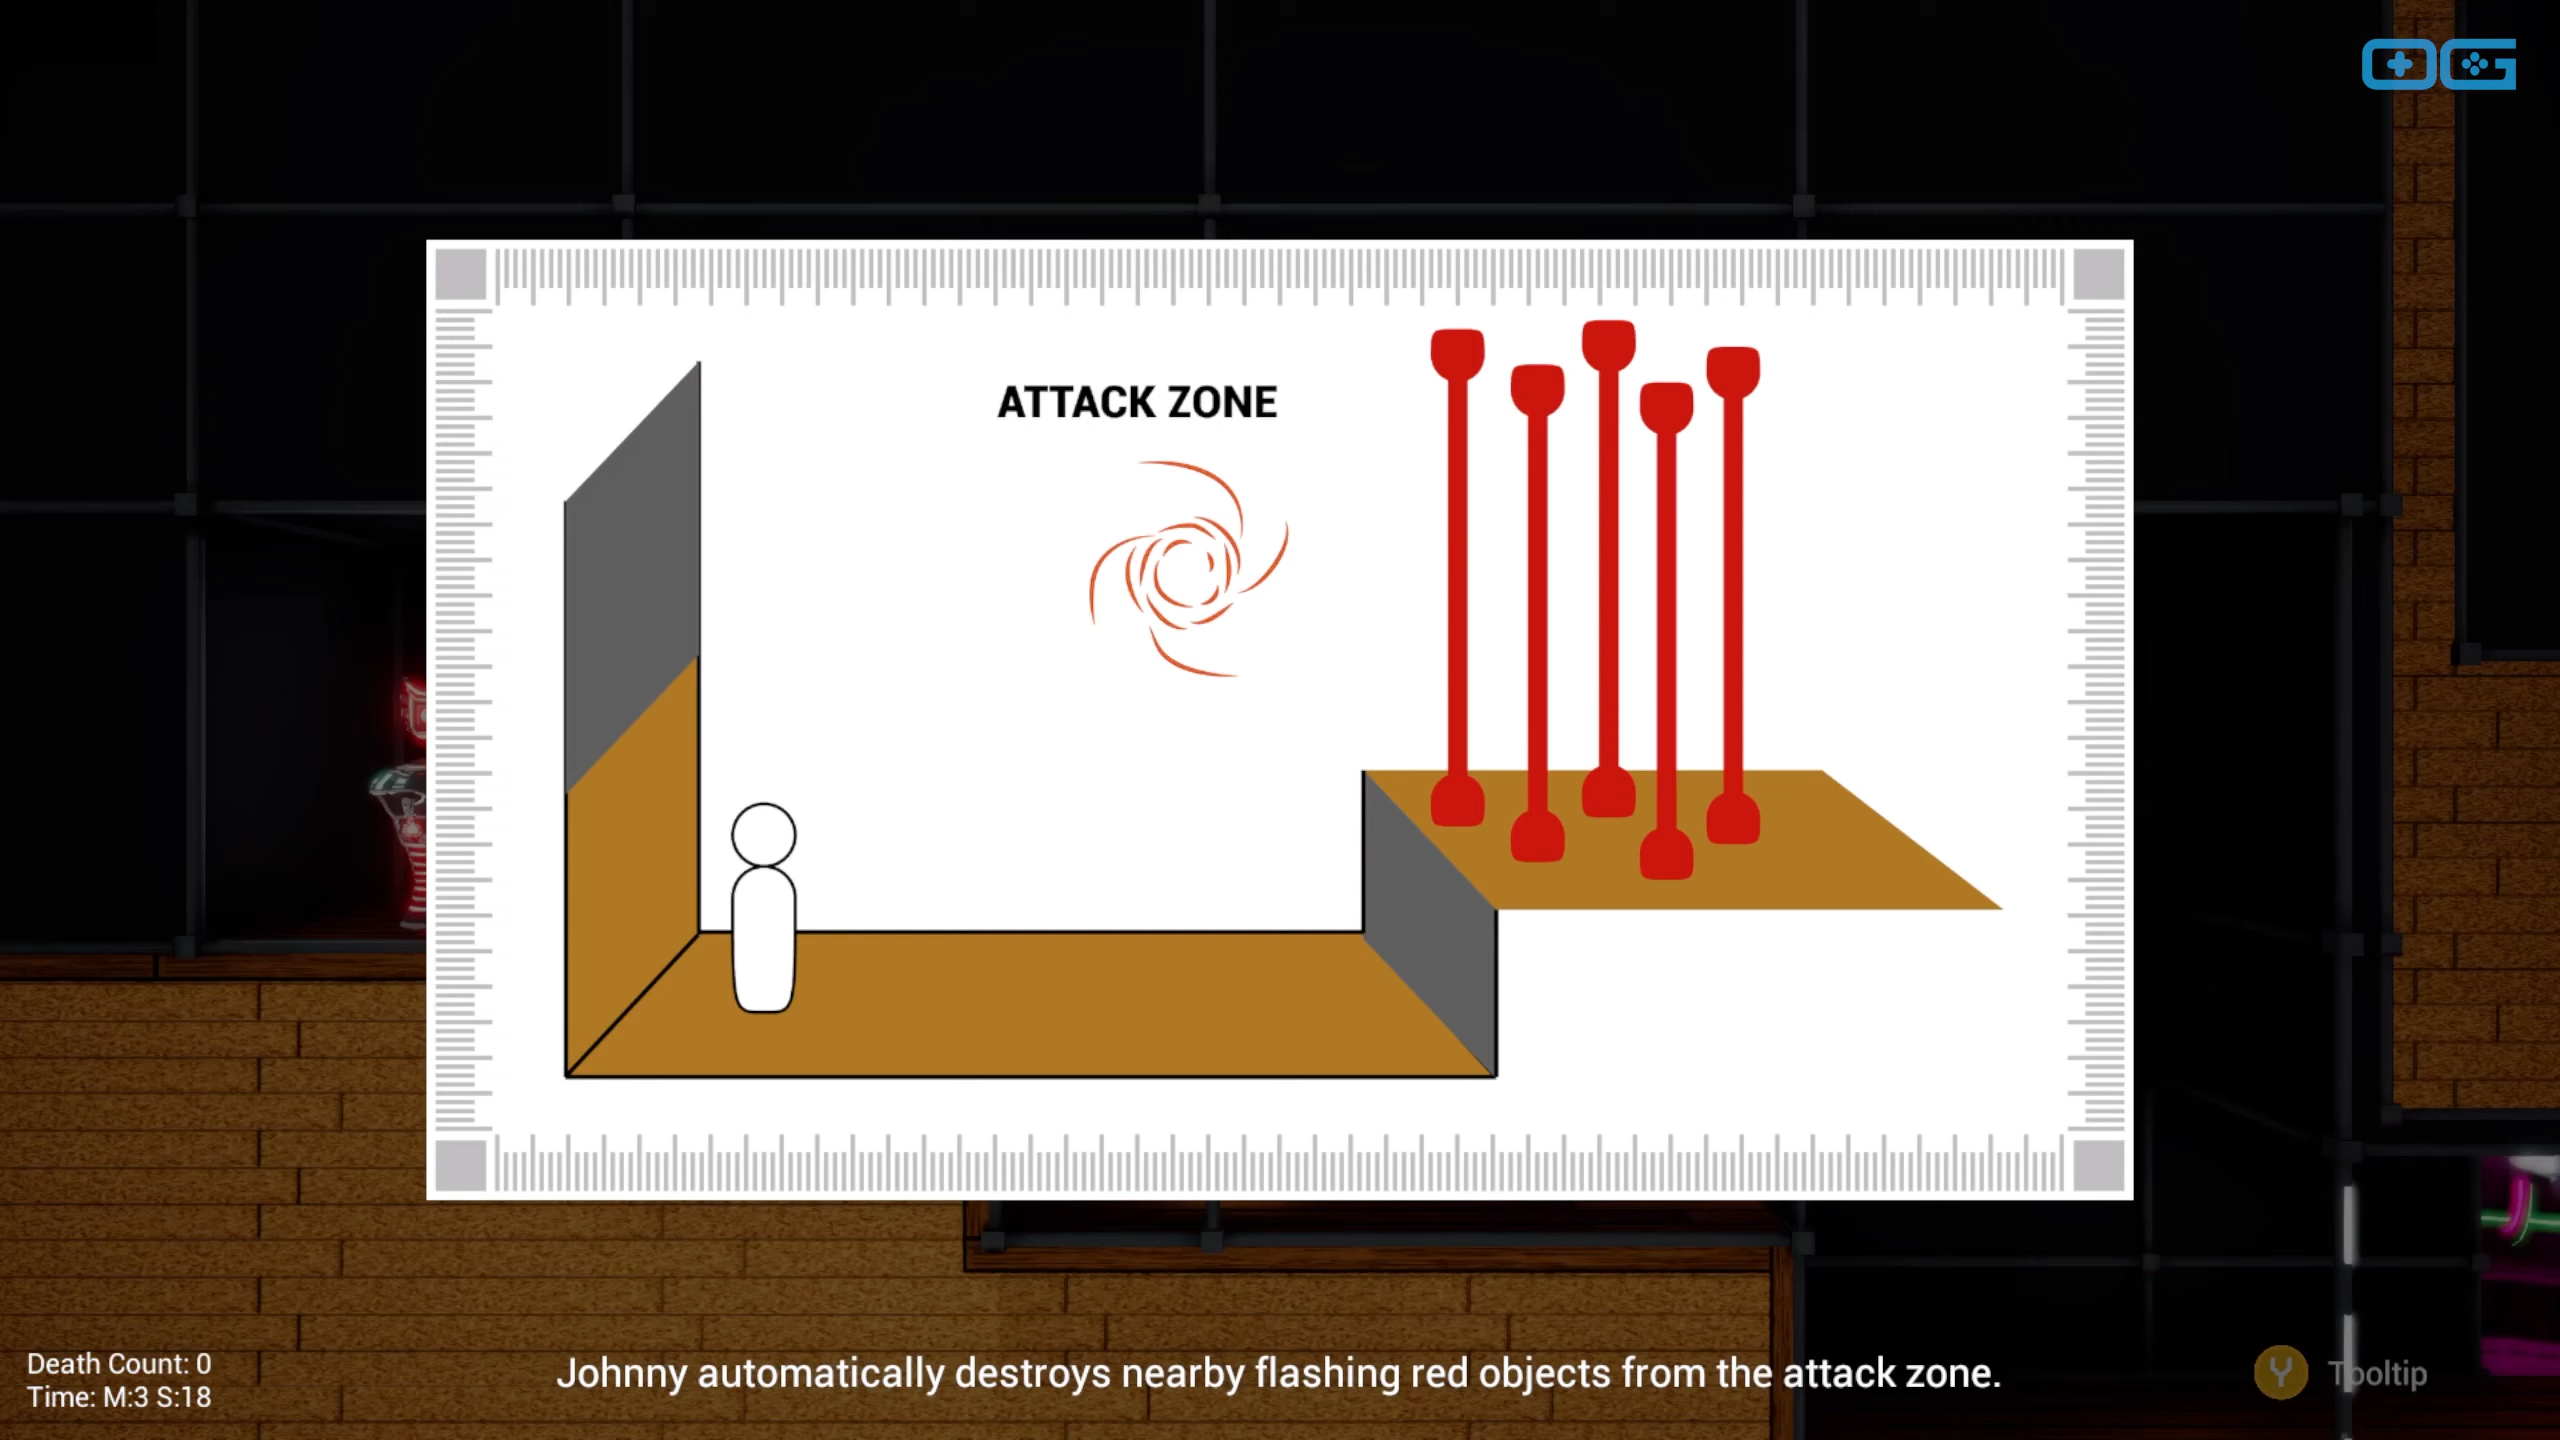 OG
ATTACK ZONE
Death Count: 0
Time: M:3 S:18
Johnny automatically destroys nearby flashing red objects from the attack zone.
Y Tooltip